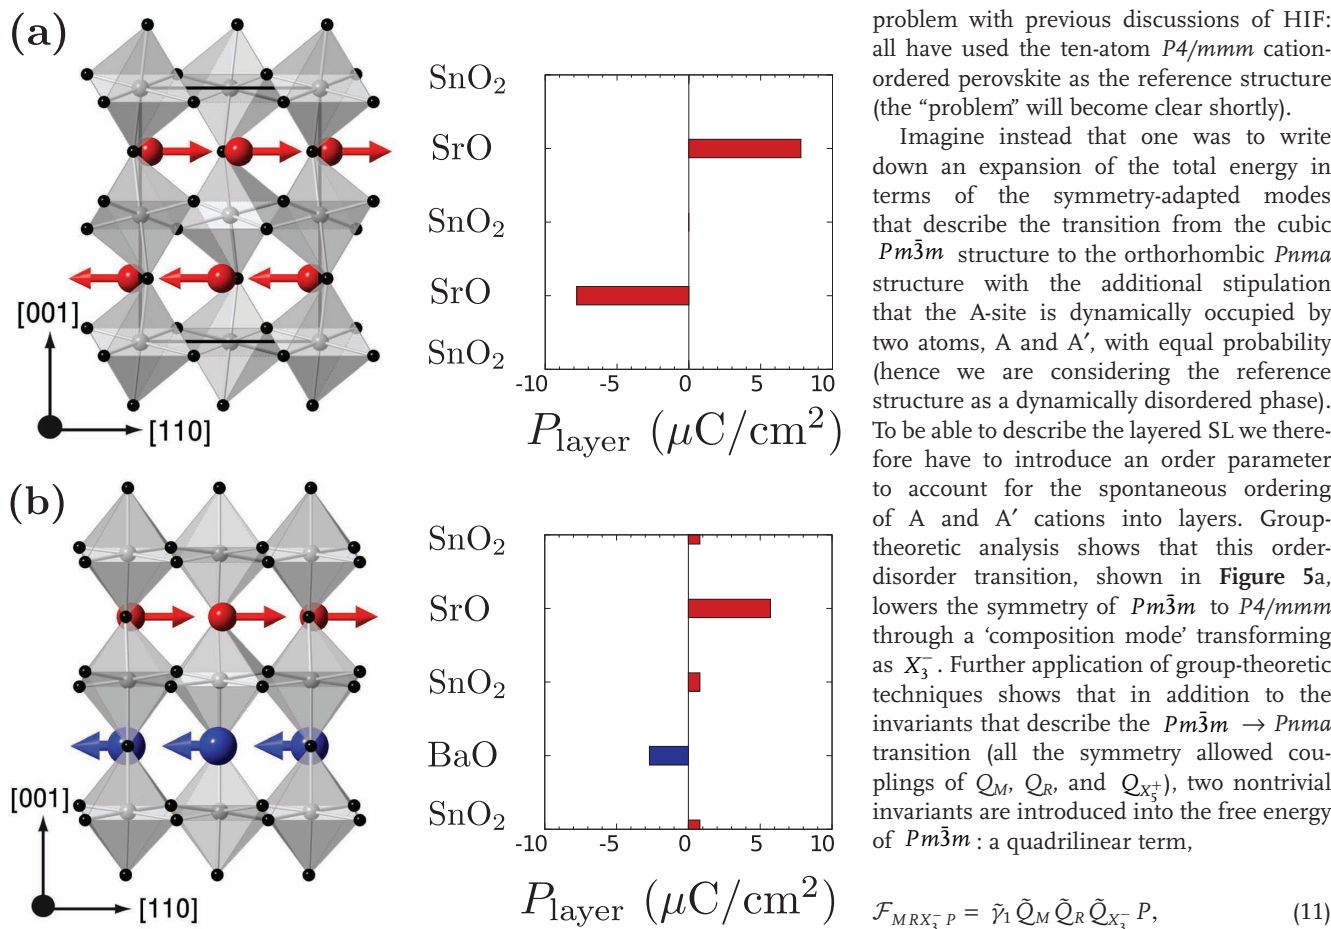 (a)
[001]
[110]
SnO2
SrO
SnO2
SrO
SnO2
-10 -5 0 5 10
Player (μC/cm²)
(b)
[001]
[110]
SnO2
SrO
SnO2
BaO
SnO2
-10 -5 0 5 10
Player (μC/cm²)
problem with previous discussions of HIF:
all have used the ten-atom P4/mmm cation-
ordered perovskite as the reference structure
(the “problem” will become clear shortly).
Imagine instead that one was to write
down an expansion of the total energy in
terms of the symmetry-adapted modes
that describe the transition from the cubic
Pm3̄m structure to the orthorhombic Pnma
structure with the additional stipulation
that the A-site is dynamically occupied by
two atoms, A and A′, with equal probability
(hence we are considering the reference
structure as a dynamically disordered phase).
To be able to describe the layered SL we there-
fore have to introduce an order parameter
to account for the spontaneous ordering
of A and A′ cations into layers. Group-
theoretic analysis shows that this order-
disorder transition, shown in Figure 5a,
lowers the symmetry of Pm3̄m to P4/mmm
through a ‘composition mode’ transforming
as X₃⁻. Further application of group-theoretic
techniques shows that in addition to the
invariants that describe the Pm3̄m → Pnma
transition (all the symmetry allowed cou-
plings of Q_M, Q_R, and Q_X₅⁺), two nontrivial
invariants are introduced into the free energy
of Pm3̄m: a quadrilinear term,
ℱ_MRX₃⁻P = γ̃₁ Q̃_M Q̃_R Q̃_X₃⁻ P, (11)